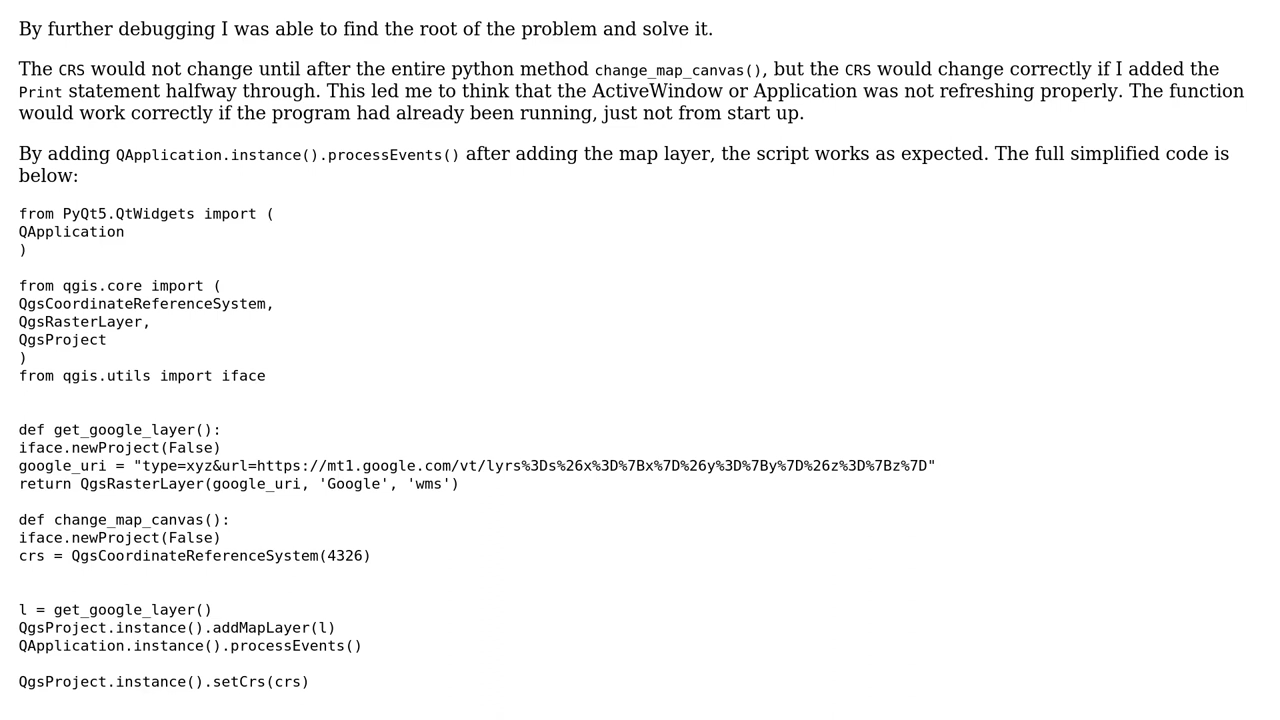 By further debugging I was able to find the root of the problem and solve it.
The CRS would not change until after the entire python method change_map_canvas(), but the CRS would change correctly if I added the
Print statement halfway through. This led me to think that the ActiveWindow or Application was not refreshing properly. The function
would work correctly if the program had already been running, just not from start up.
By adding QApplication.instance().processEvents() after adding the map layer, the script works as expected. The full simplified code is
below:
from PyQt5.QtWidgets import (
QApplication
)
from qgis.core import (
QgsCoordinateReferenceSystem,
QgsRasterLayer,
QgsProject
)
from qgis.utils import iface
def get_google_layer():
iface.newProject(False)
google_uri = "type=xyz&url=https://mt1.google.com/vt/lyrs%3Ds%26x%3D%7Bx%7D%26y%3D%7By%7D%26z%3D%7Bz%7D"
return QgsRasterLayer(google_uri, 'Google', 'wms')
def change_map_canvas():
iface.newProject(False)
crs = QgsCoordinateReferenceSystem(4326)
l = get_google_layer()
QgsProject.instance().addMapLayer(l)
QApplication.instance().processEvents()
QgsProject.instance().setCrs(crs)